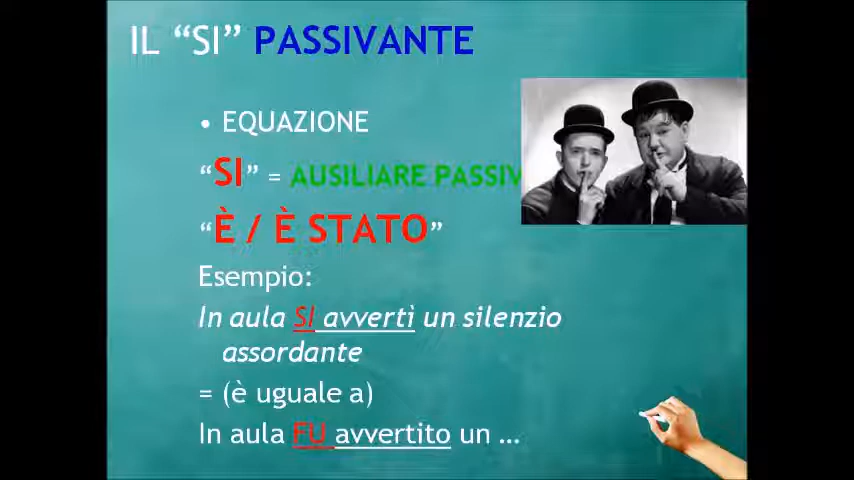 IL “SI” PASSIVANTE
• EQUAZIONE
“SI” = AUSILIARE PASSIV
“È / È STATO”
Esempio:
In aula SI avvertì un silenzio
assordante
= (è uguale a)
In aula FU avvertito un …